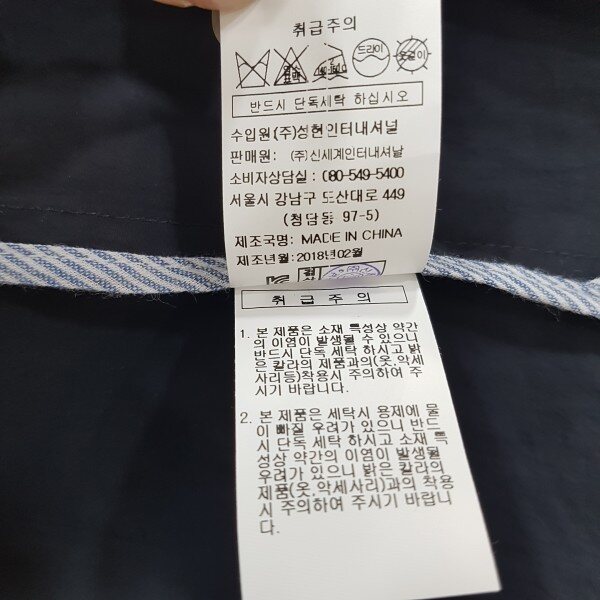 취급주의
드라이
옷걸이
반드시 단독세탁 하십시오
수입원(주)성현인터내셔널
판매원: (주)신세계인터내셔날
소비자상담실 : 080-549-5400
서울시 강남구 도산대로 449
(청담동 97-5)
제조국명: MADE IN CHINA
제조년월:2018년02월
취 급 주 의
1. 본 제품은 소재 특성상 약간
의 이염이 발생될 수 있으니
반드시 단독 세탁 하시고 밝
은 칼라의 제품과의(옷,악세
사리등)착용시 주의하여 주
시기 바랍니다.
2. 본 제품은 세탁시 용제에 물
이 빠질 우려가 있으니 반드
시 단독 세탁 하시고 소재 특
성상 약간의 이염이 발생될
우려가 있으니 밝은 칼라의
제품(옷,악세사리)과의 착용
시 주의하여 주시기 바랍니
다.